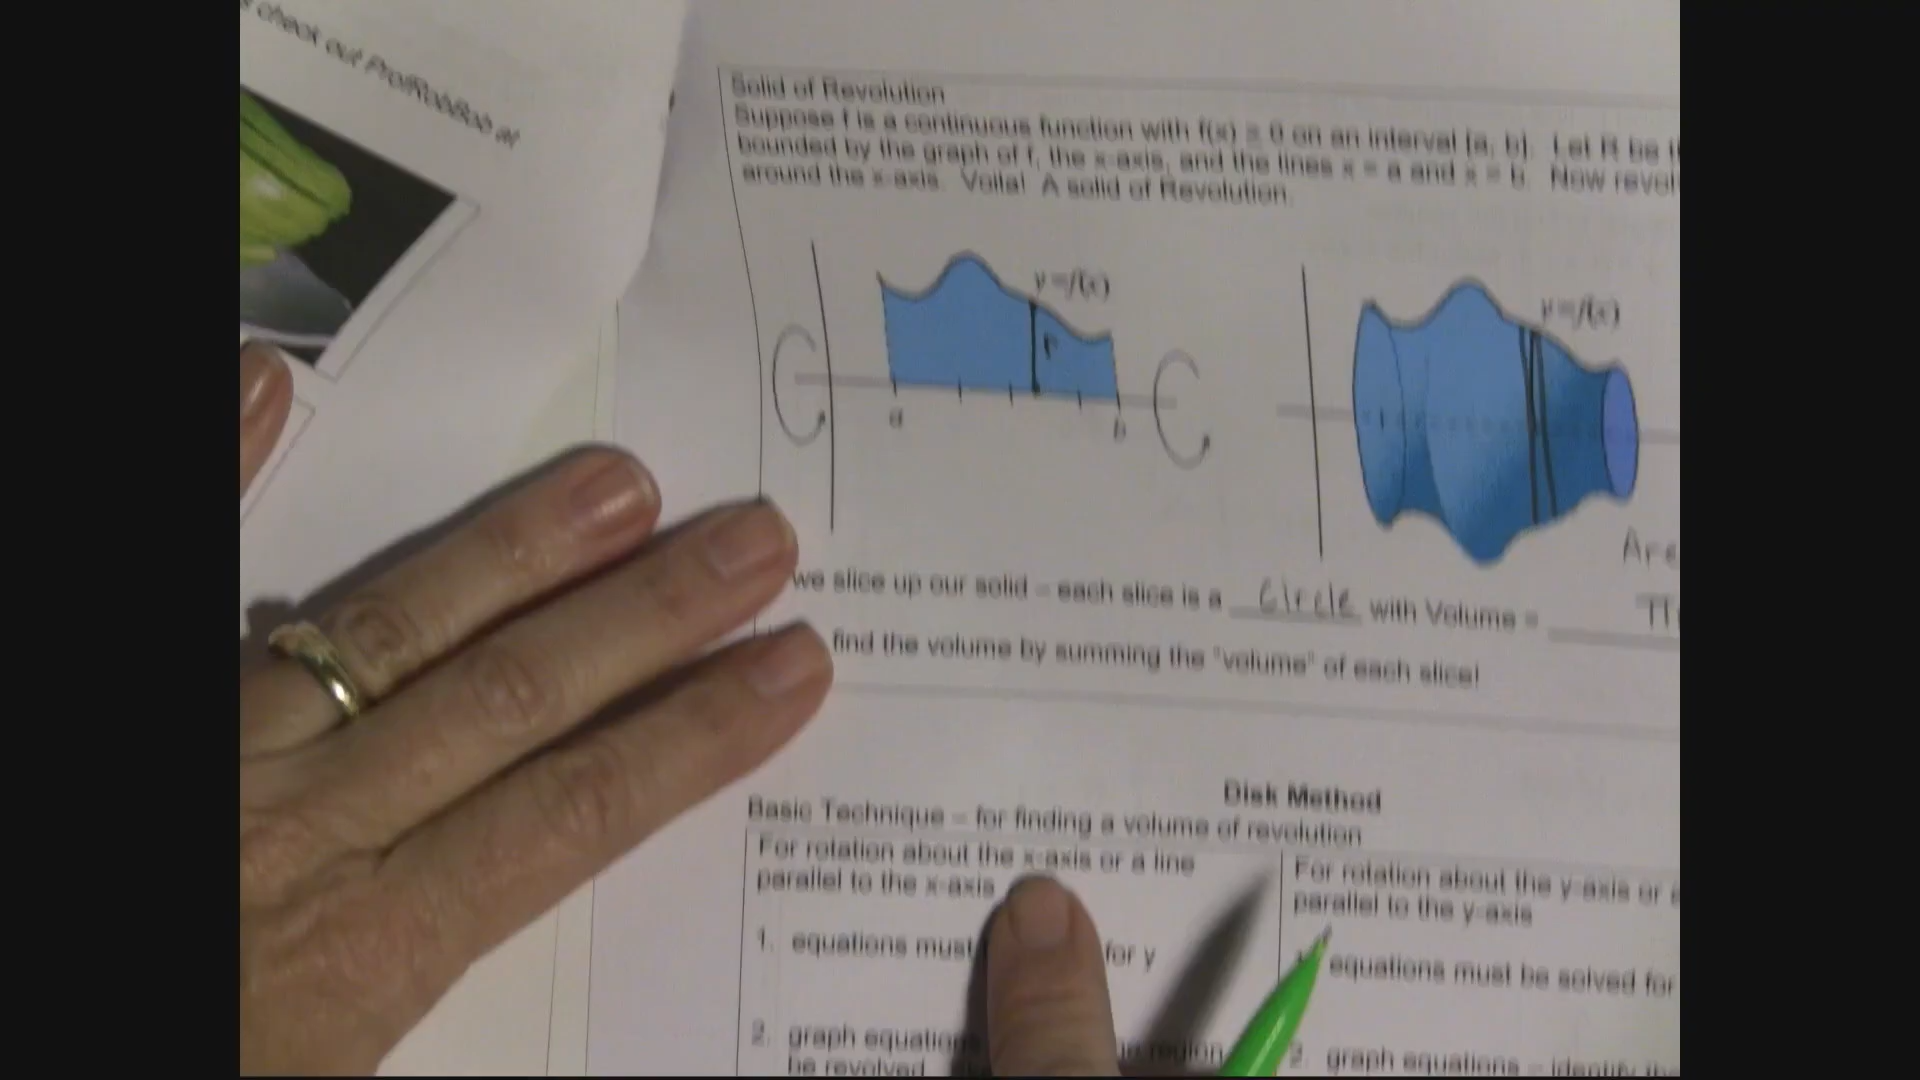 check out ProfRobBob at
Solid of Revolution
Suppose f is a continuous function with f(x) ≥ 0 on an interval [a, b]. Let R be
bounded by the graph of f, the x-axis, and the lines x = a and x = b. Now revol
around the x-axis. Voila! A solid of Revolution.
y=f(x)
r
a
b
y=f(x)
Are
we slice up our solid – each slice is a circle with Volume = π
find the volume by summing the "volume" of each slice!
Disk Method
Basic Technique – for finding a volume of revolution
For rotation about the x-axis or a line
parallel to the x-axis
1. equations must for y
2. graph equations region
be revolved
For rotation about the y-axis or
parallel to the y-axis
equations must be solved for
2. graph equations – identify the